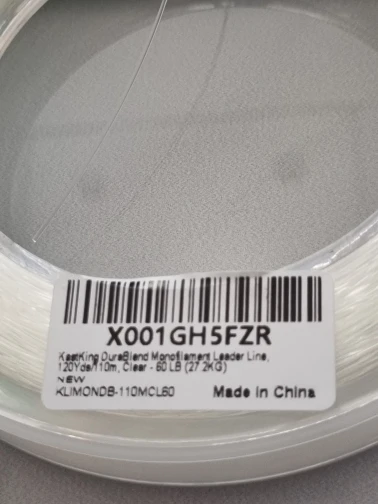 X001GH5FZR
KastKing DuraBlend Monofilament Leader Line,
120Yds/110m, Clear - 60 LB (27.2KG)
NEW
KLIMONDB-110MCL60 Made in China